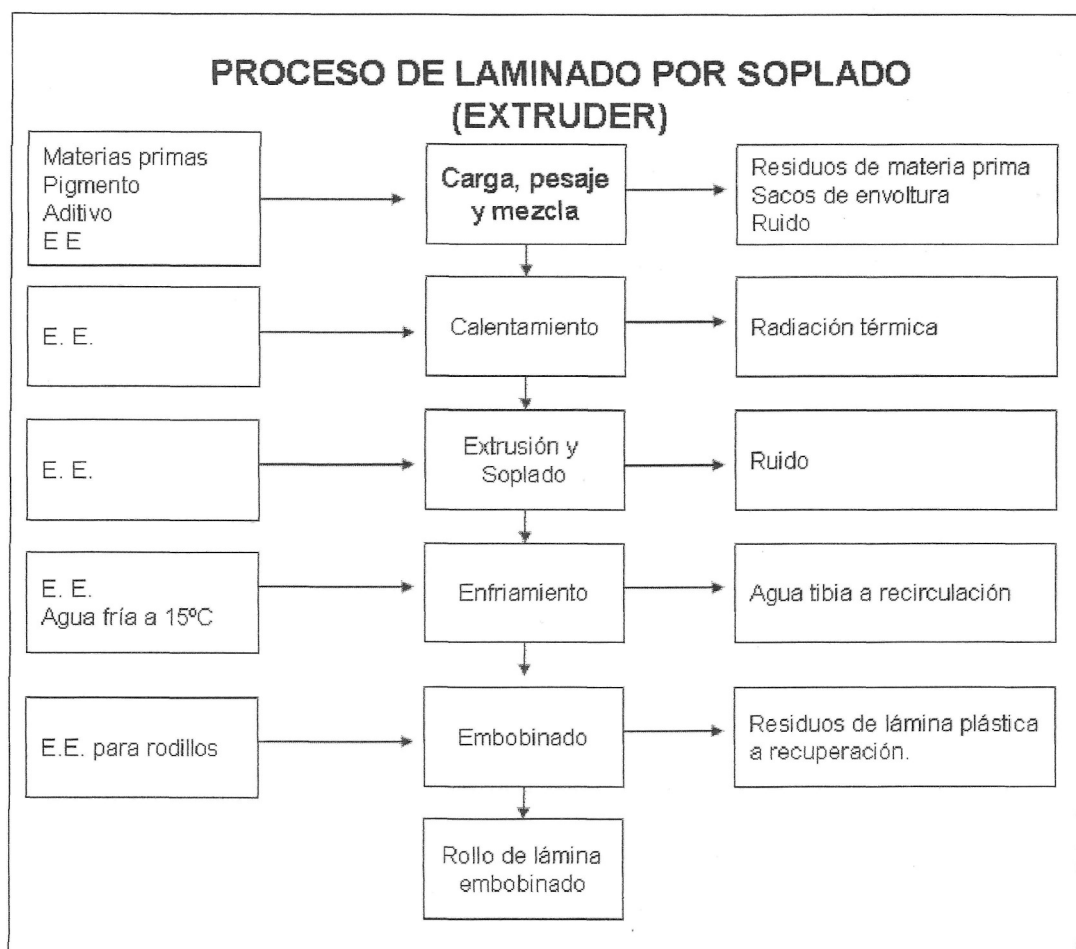 PROCESO DE LAMINADO POR SOPLADO
(EXTRUDER)
Materias primas
Pigmento
Aditivo
E E
Carga, pesaje
y mezcla
Residuos de materia prima
Sacos de envoltura
Ruido
E. E.
Calentamiento
Radiación térmica
E. E.
Extrusión y
Soplado
Ruido
E. E.
Agua fría a 15ºC
Enfriamiento
Agua tibia a recirculación
E.E. para rodillos
Embobinado
Residuos de lámina plástica
a recuperación.
Rollo de lámina
embobinado